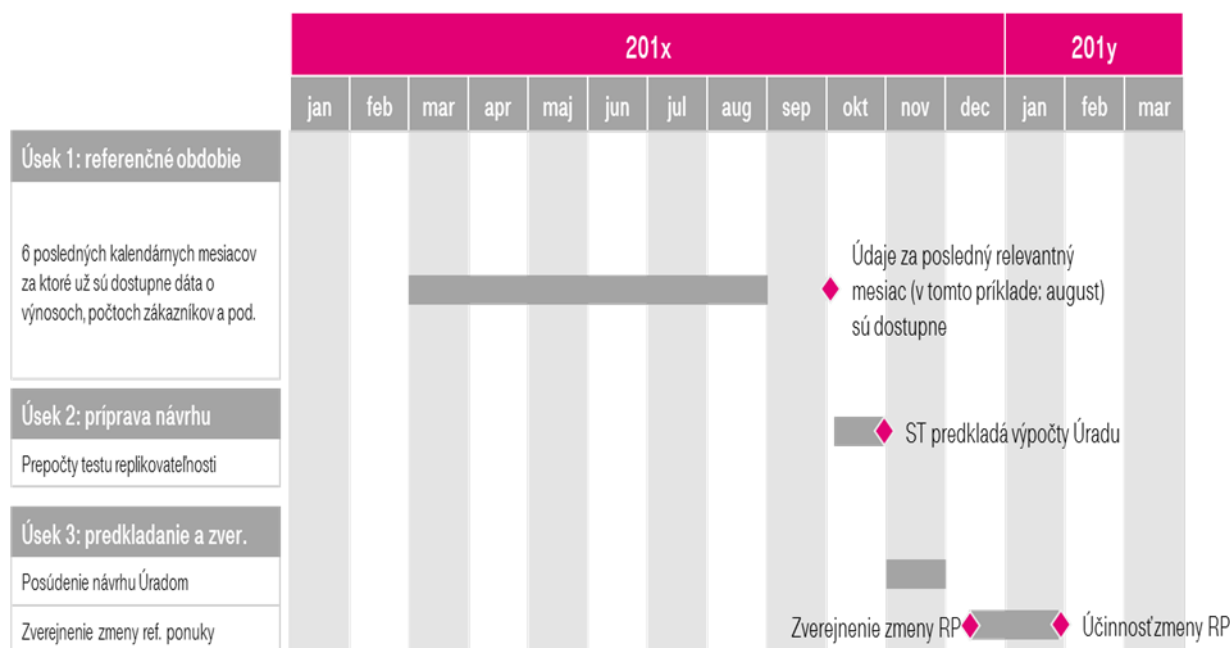 201x 201y
jan feb mar apr maj jun jul aug sep okt nov dec jan feb mar
Úsek 1: referenčné obdobie
6 posledných kalendárnych mesiacov
za ktoré už sú dostupne dáta o
výnosoch, počtoch zákazníkov a pod.
Údaje za posledný relevantný
mesiac (v tomto príklade: august)
sú dostupne
Úsek 2: príprava návrhu
Prepočty testu replikovateľnosti
ST predkladá výpočty Úradu
Úsek 3: predkladanie a zver.
Posúdenie návrhu Úradom
Zverejnenie zmeny ref. ponuky
Zverejnenie zmeny RP
Účinnosť zmeny RP